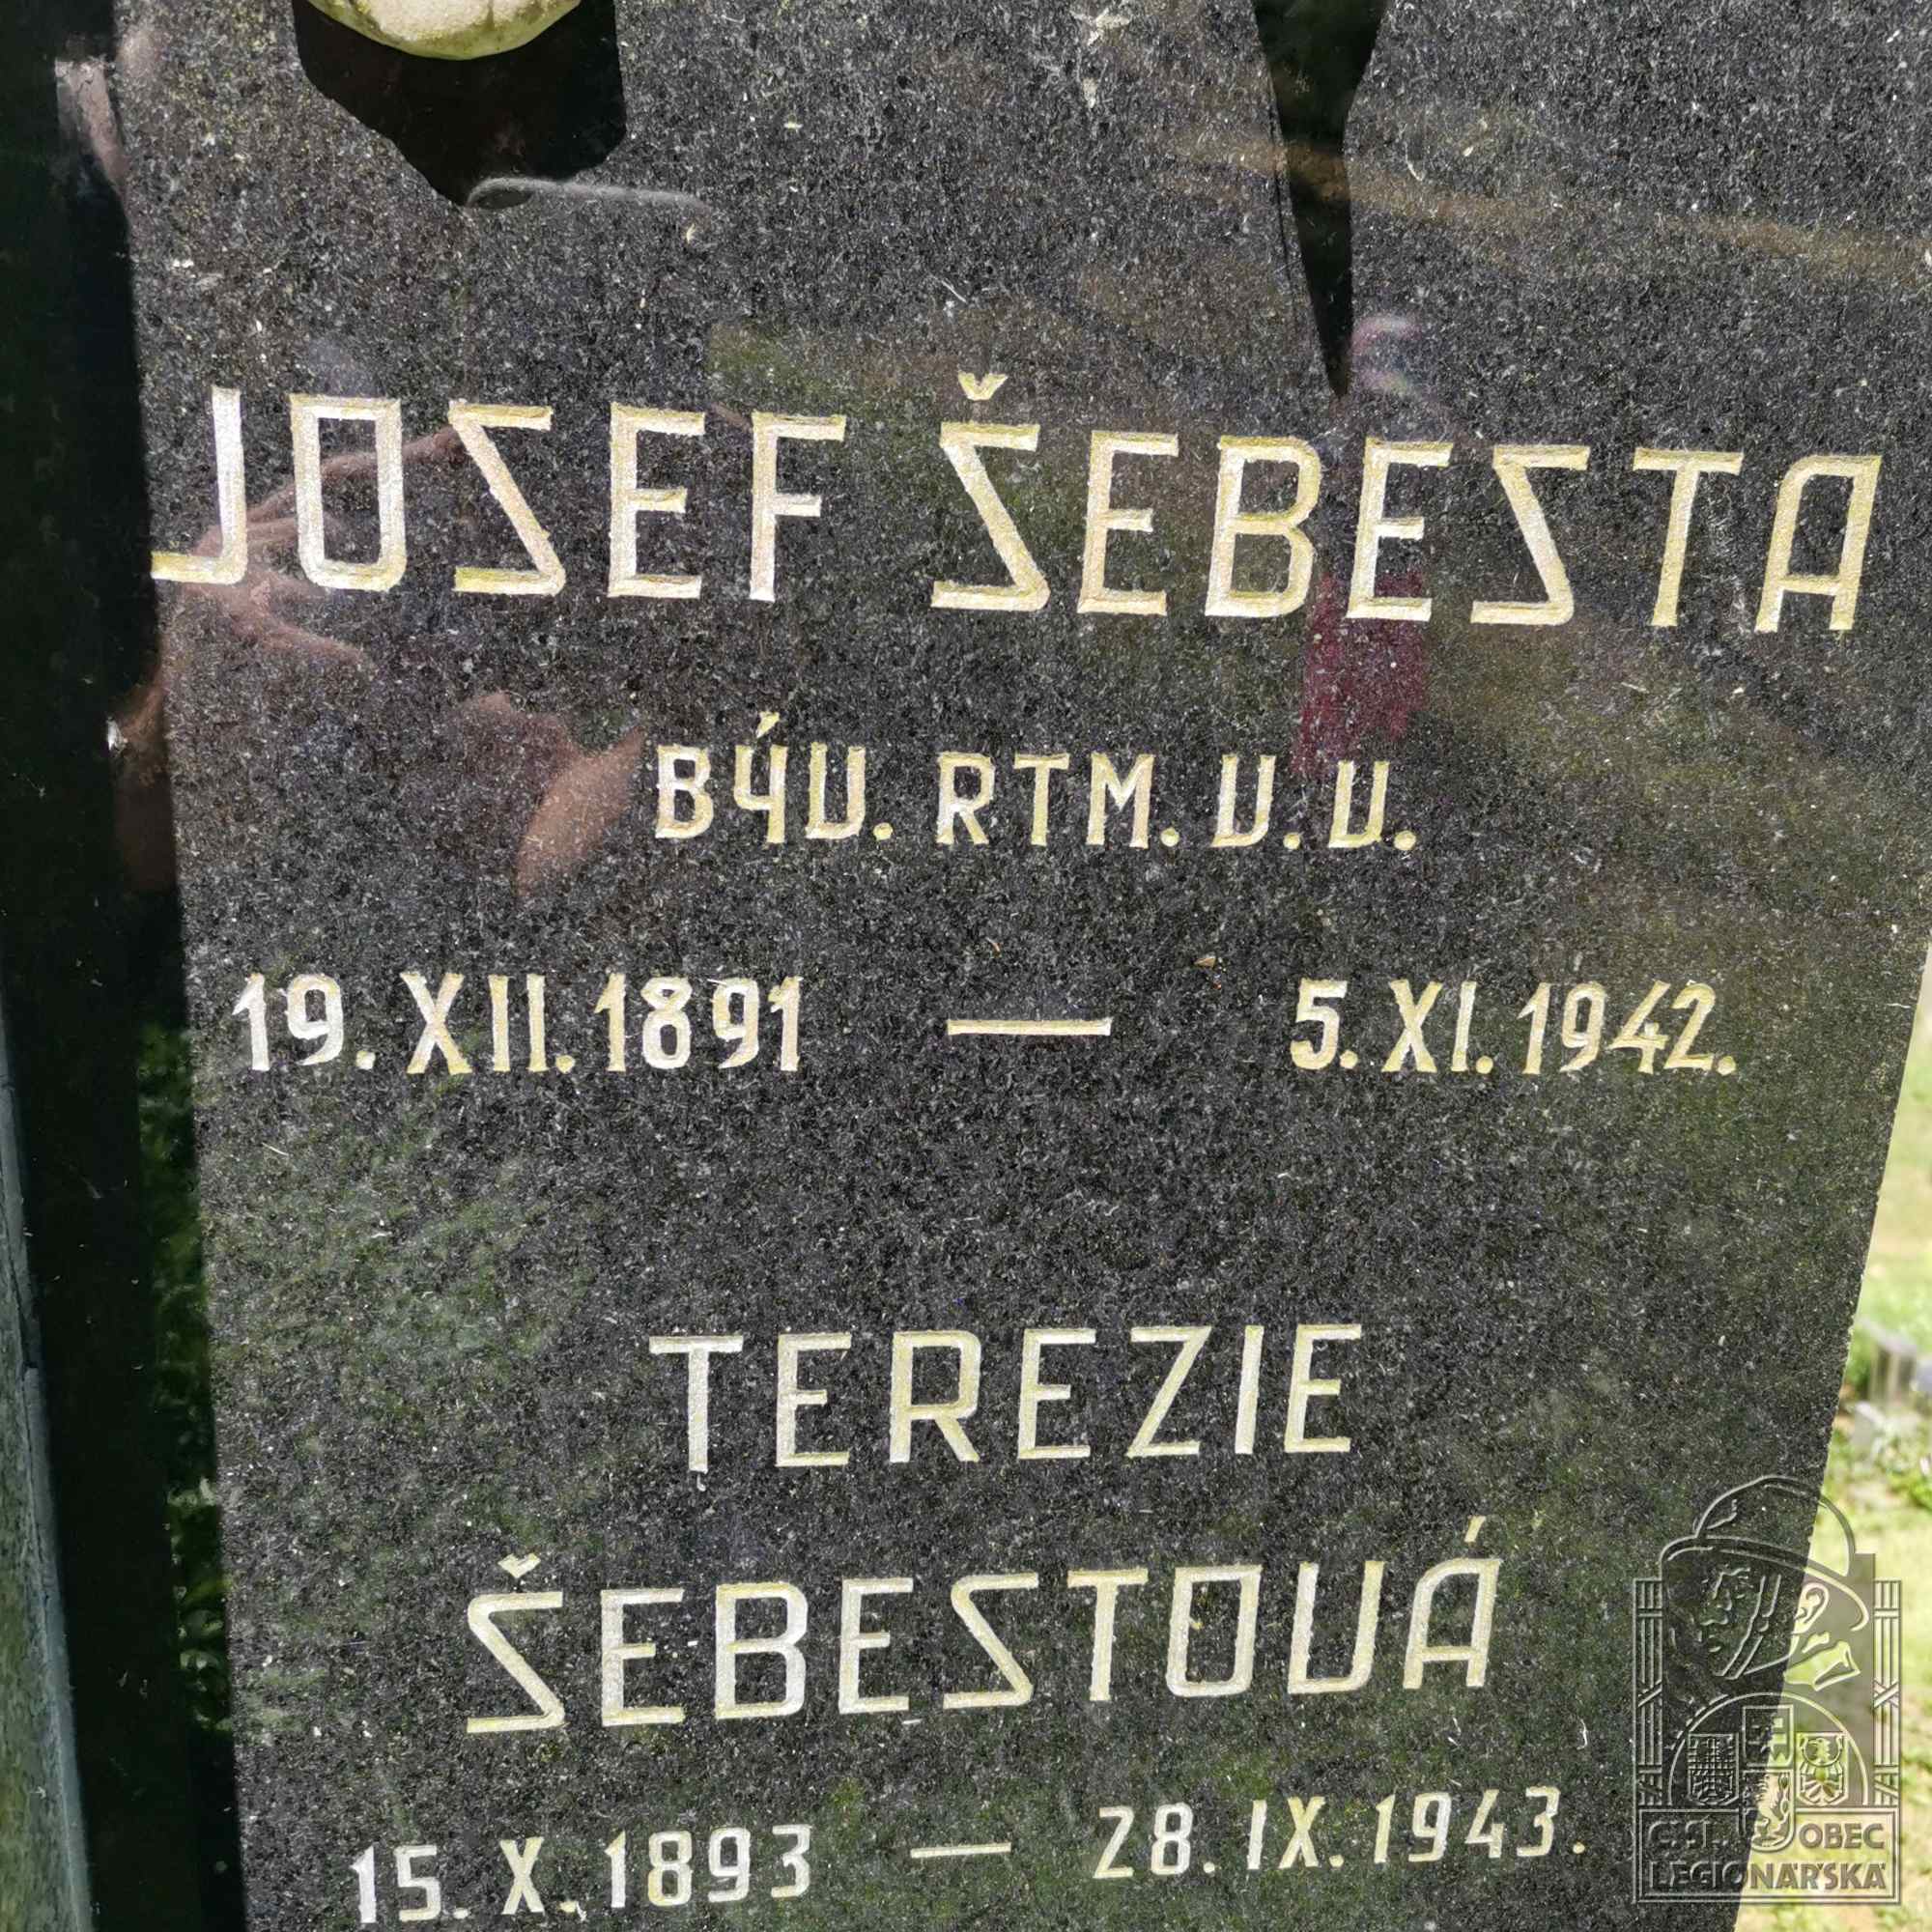 JOSEF ŠEBESTA
BÝV. RTM. V. V.
19. XII. 1891 — 5. XI. 1942.
TEREZIE
ŠEBESTOVÁ
15. X. 1893 — 28. IX. 1943.
ČSL. OBEC
LEGIONÁŘSKÁ